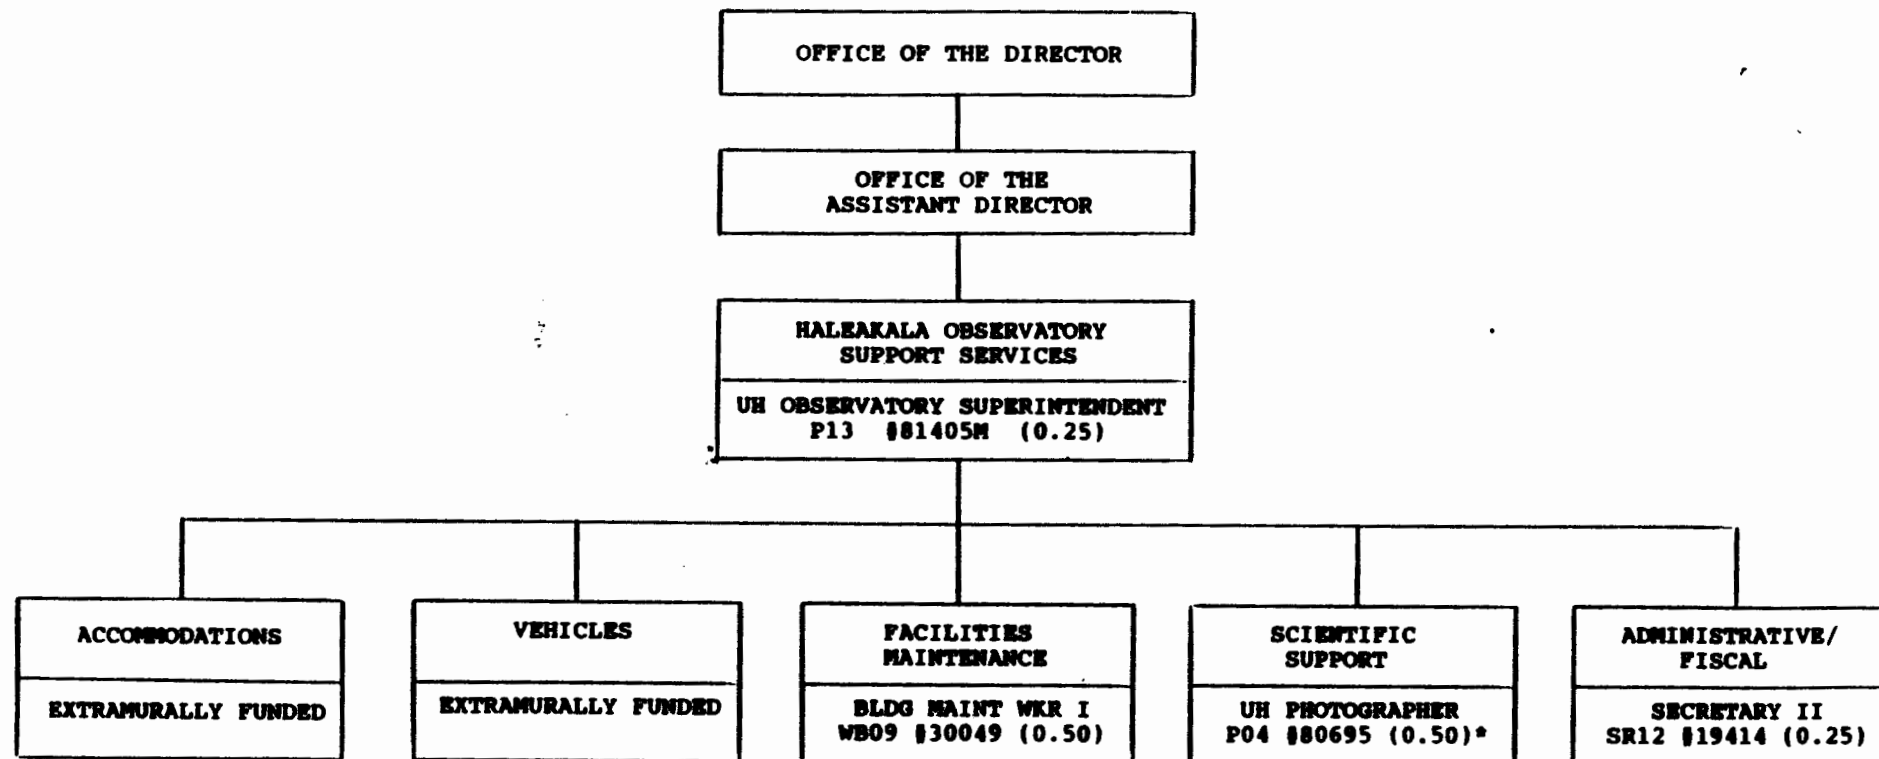 OFFICE OF THE DIRECTOR
OFFICE OF THE
ASSISTANT DIRECTOR
HALEAKALA OBSERVATORY
SUPPORT SERVICES
UH OBSERVATORY SUPERINTENDENT
P13 #81405M (0.25)
ACCOMMODATIONS
EXTRAMURALLY FUNDED
VEHICLES
EXTRAMURALLY FUNDED
FACILITIES
MAINTENANCE
BLDG MAINT WKR I
WB09 #30049 (0.50)
SCIENTIFIC
SUPPORT
UH PHOTOGRAPHER
P04 #80695 (0.50)*
ADMINISTRATIVE/
FISCAL
SECRETARY II
SR12 #19414 (0.25)